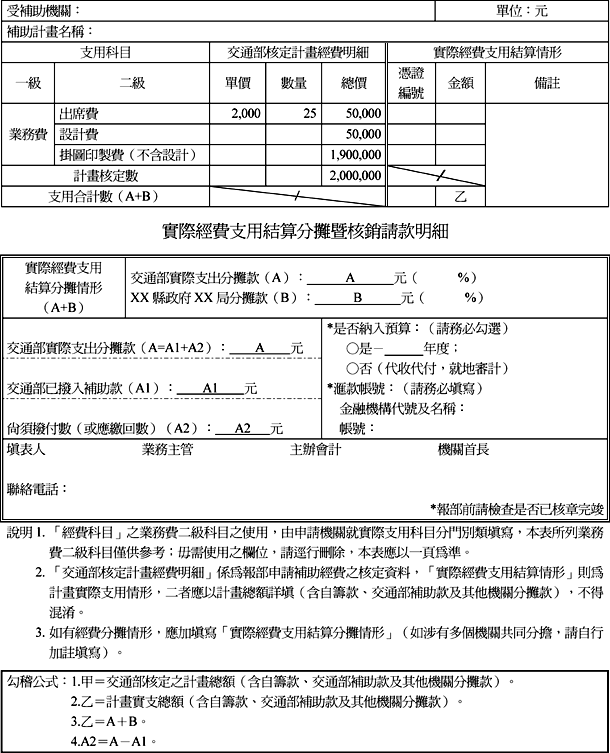 受補助機關： 單位：元
補助計畫名稱：
支用科目 交通部核定計畫經費明細 實際經費支用結算情形
一級 二級 單價 數量 總價 憑證編號 金額 備註
業務費 出席費 2,000 25 50,000
設計費 50,000
掛圖印製費（不含設計） 1,900,000
計畫核定數 2,000,000
支用合計數（A+B） 乙
實際經費支用結算分攤暨核銷請款明細
實際經費支用
結算分攤情形
（A+B）
交通部實際支出分攤款（A）：A元（ %）
XX縣政府XX局分攤款（B）：B元（ %）
交通部實際支出分攤款（A=A1+A2）：A元
交通部已撥入補助款（A1）：A1元
尚須撥付數（或應繳回數）（A2）：A2元
*是否納入預算：（請務必勾選）
○是－______年度；
○否（代收代付，就地審計）
*滙款帳號：（請務必填寫）
金融機構代號及名稱：
帳號：
填表人 業務主管 主辦會計 機關首長
聯絡電話：
*報部前請檢查是否已核章完竣
說明1.「經費科目」之業務費二級科目之使用，由申請機關就實際支用科目分門別類填寫，本表所列業務
費二級科目僅供參考；毋需使用之欄位，請逕行刪除，本表應以一頁為準。
2.「交通部核定計畫經費明細」係為報部申請補助經費之核定資料，「實際經費支用結算情形」則為
計畫實際支用情形，二者應以計畫總額詳填（含自籌款、交通部補助款及其他機關分攤款），不得
混淆。
3.如有經費分攤情形，應加填寫「實際經費支用結算分攤情形」（如涉有多個機關共同分擔，請自行
加註填寫）。
勾稽公式：1.甲＝交通部核定之計畫總額（含自籌款、交通部補助款及其他機關分攤款）。
2.乙＝計畫實支總額（含自籌款、交通部補助款及其他機關分攤款）。
3.乙＝A＋B。
4.A2＝A－A1。